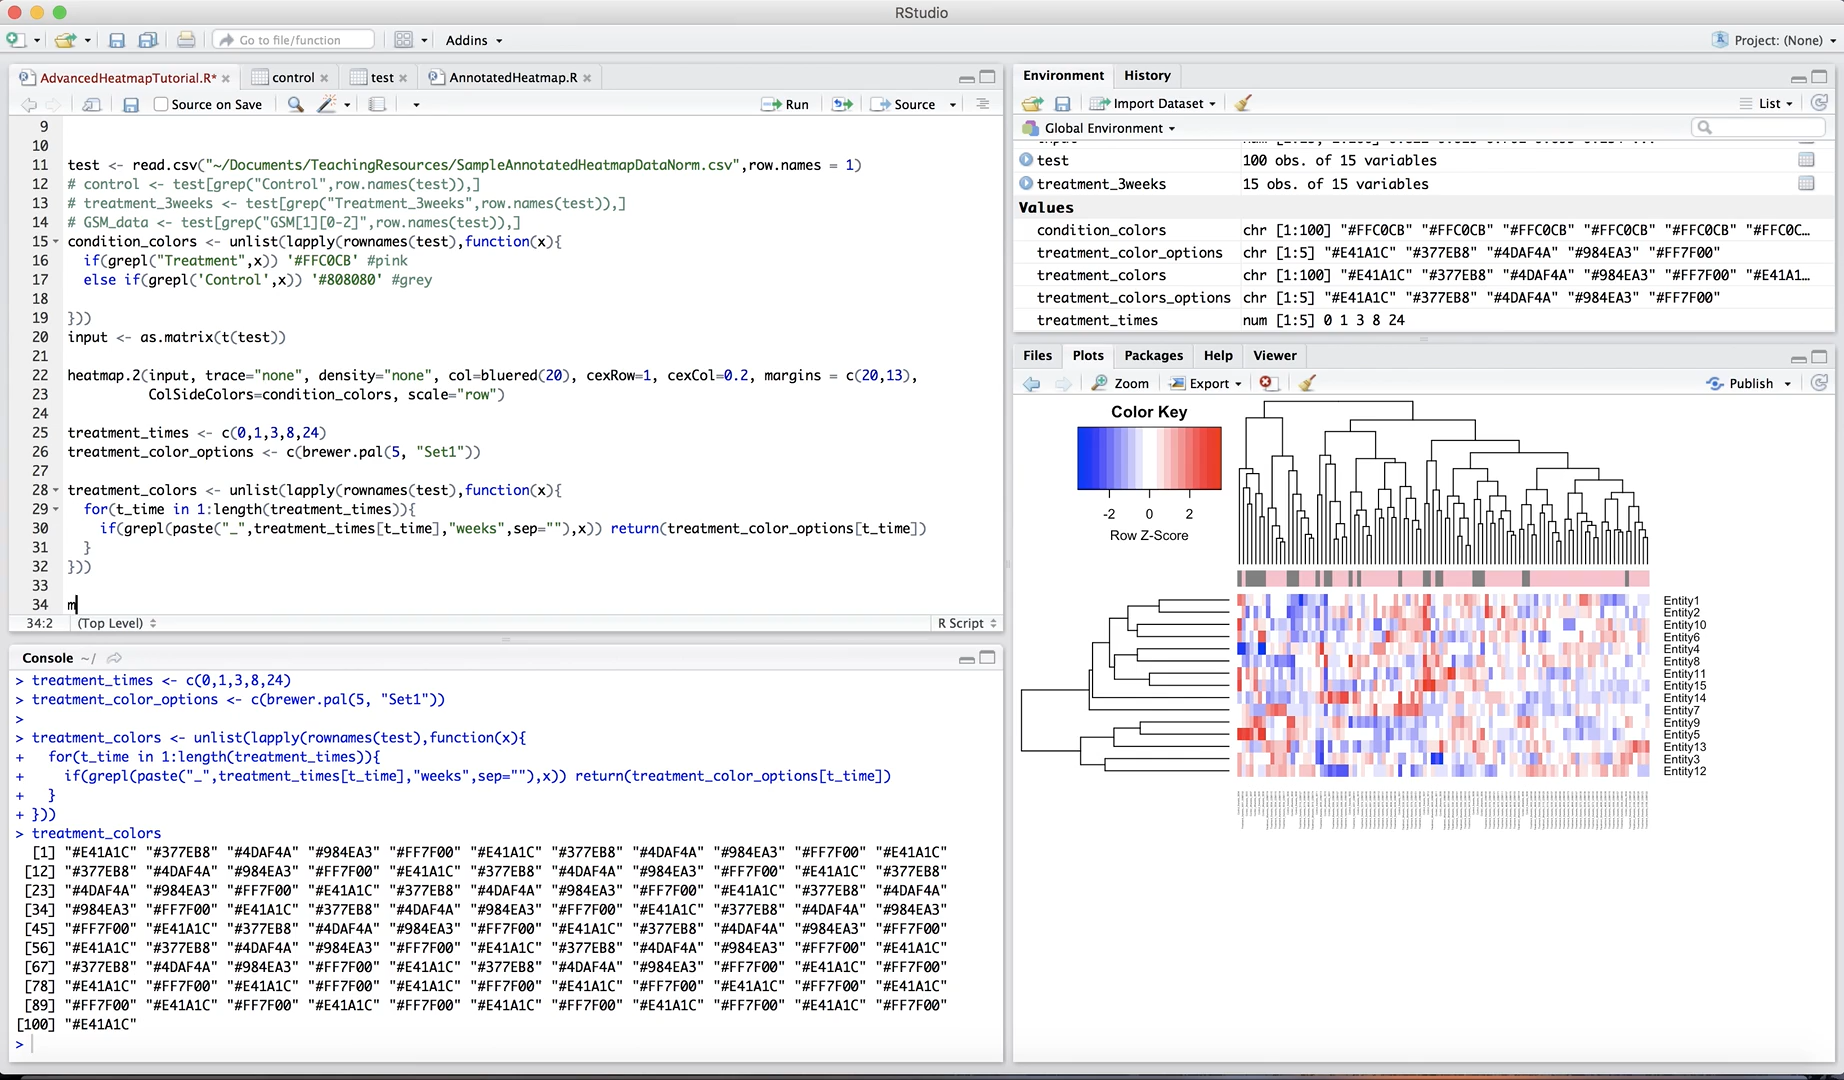 RStudio
Go to file/function
Addins
Project: (None)
AdvancedHeatmapTutorial.R*
control
test
AnnotatedHeatmap.R
Source on Save
Run
Source
9
10
11 test <- read.csv("~/Documents/TeachingResources/SampleAnnotatedHeatmapDataNorm.csv",row.names = 1)
12 # control <- test[grep("Control",row.names(test)),]
13 # treatment_3weeks <- test[grep("Treatment_3weeks",row.names(test)),]
14 # GSM_data <- test[grep("GSM[1][0-2]",row.names(test)),]
15 condition_colors <- unlist(lapply(rownames(test),function(x){
16 if(grepl("Treatment",x)) '#FFC0CB' #pink
17 else if(grepl('Control',x)) '#808080' #grey
18
19 }))
20 input <- as.matrix(t(test))
21
22 heatmap.2(input, trace="none", density="none", col=bluered(20), cexRow=1, cexCol=0.2, margins = c(20,13),
23 ColSideColors=condition_colors, scale="row")
24
25 treatment_times <- c(0,1,3,8,24)
26 treatment_color_options <- c(brewer.pal(5, "Set1"))
27
28 treatment_colors <- unlist(lapply(rownames(test),function(x){
29 for(t_time in 1:length(treatment_times)){
30 if(grepl(paste("_",treatment_times[t_time],"weeks",sep=""),x)) return(treatment_color_options[t_time])
31 }
32 }))
33
34 m
34:2 (Top Level) R Script
Console ~/
> treatment_times <- c(0,1,3,8,24)
> treatment_color_options <- c(brewer.pal(5, "Set1"))
>
> treatment_colors <- unlist(lapply(rownames(test),function(x){
+ for(t_time in 1:length(treatment_times)){
+ if(grepl(paste("_",treatment_times[t_time],"weeks",sep=""),x)) return(treatment_color_options[t_time])
+ }
+ }))
> treatment_colors
[1] "#E41A1C" "#377EB8" "#4DAF4A" "#984EA3" "#FF7F00" "#E41A1C" "#377EB8" "#4DAF4A" "#984EA3" "#FF7F00" "#E41A1C"
[12] "#377EB8" "#4DAF4A" "#984EA3" "#FF7F00" "#E41A1C" "#377EB8" "#4DAF4A" "#984EA3" "#FF7F00" "#E41A1C" "#377EB8"
[23] "#4DAF4A" "#984EA3" "#FF7F00" "#E41A1C" "#377EB8" "#4DAF4A" "#984EA3" "#FF7F00" "#E41A1C" "#377EB8" "#4DAF4A"
[34] "#984EA3" "#FF7F00" "#E41A1C" "#377EB8" "#4DAF4A" "#984EA3" "#FF7F00" "#E41A1C" "#377EB8" "#4DAF4A" "#984EA3"
[45] "#FF7F00" "#E41A1C" "#377EB8" "#4DAF4A" "#984EA3" "#FF7F00" "#E41A1C" "#377EB8" "#4DAF4A" "#984EA3" "#FF7F00"
[56] "#E41A1C" "#377EB8" "#4DAF4A" "#984EA3" "#FF7F00" "#E41A1C" "#377EB8" "#4DAF4A" "#984EA3" "#FF7F00" "#E41A1C"
[67] "#377EB8" "#4DAF4A" "#984EA3" "#FF7F00" "#E41A1C" "#377EB8" "#4DAF4A" "#984EA3" "#FF7F00" "#E41A1C" "#FF7F00"
[78] "#E41A1C" "#FF7F00" "#E41A1C" "#FF7F00" "#E41A1C" "#FF7F00" "#E41A1C" "#FF7F00" "#E41A1C" "#FF7F00" "#E41A1C"
[89] "#FF7F00" "#E41A1C" "#FF7F00" "#E41A1C" "#FF7F00" "#E41A1C" "#FF7F00" "#E41A1C" "#FF7F00" "#E41A1C" "#FF7F00"
[100] "#E41A1C"
>
Environment History
Import Dataset List
Global Environment
test 100 obs. of 15 variables
treatment_3weeks 15 obs. of 15 variables
Values
condition_colors chr [1:100] "#FFC0CB" "#FFC0CB" "#FFC0CB" "#FFC0CB" "#FFC0CB" "#FFC0C...
treatment_color_options chr [1:5] "#E41A1C" "#377EB8" "#4DAF4A" "#984EA3" "#FF7F00"
treatment_colors chr [1:100] "#E41A1C" "#377EB8" "#4DAF4A" "#984EA3" "#FF7F00" "#E41A1...
treatment_colors_options chr [1:5] "#E41A1C" "#377EB8" "#4DAF4A" "#984EA3" "#FF7F00"
treatment_times num [1:5] 0 1 3 8 24
Files Plots Packages Help Viewer
Zoom Export Publish
Color Key
-2 0 2
Row Z-Score
Entity1
Entity2
Entity10
Entity6
Entity4
Entity8
Entity11
Entity15
Entity14
Entity7
Entity9
Entity5
Entity13
Entity3
Entity12